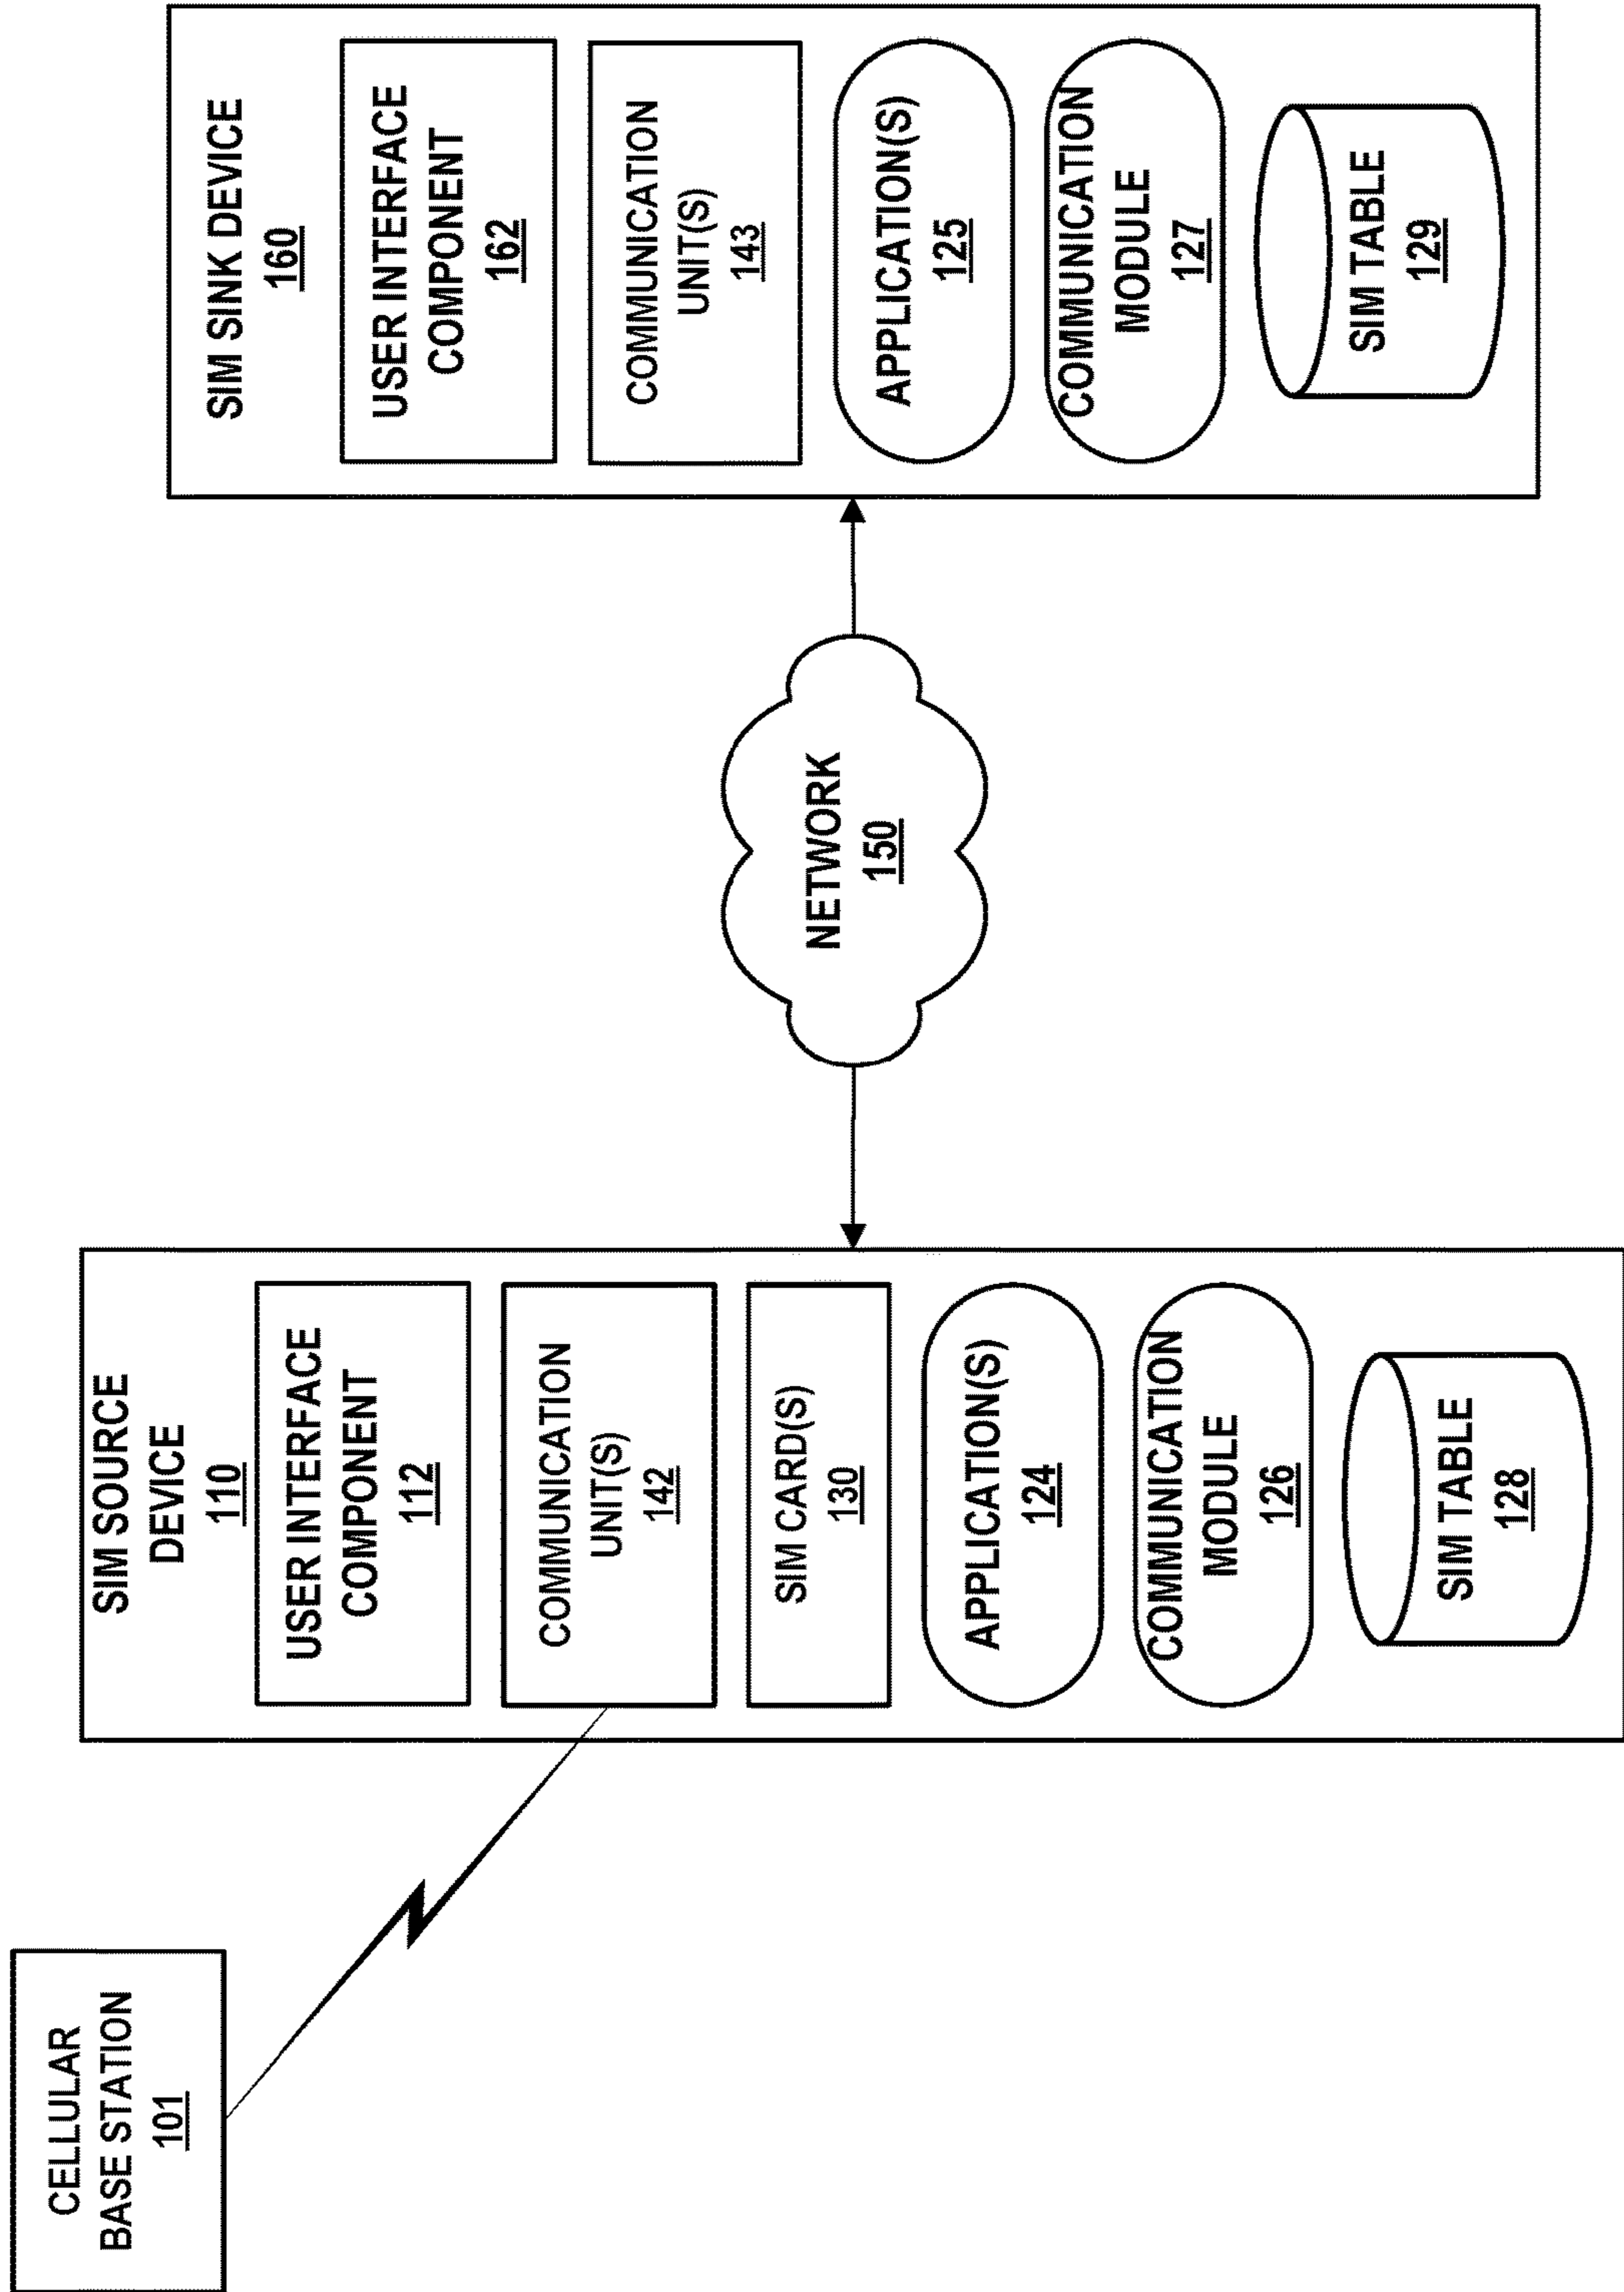 CELLULAR
BASE STATION
101
SIM SOURCE
DEVICE
110
USER INTERFACE
COMPONENT
112
COMMUNICATION
UNIT(S)
142
SIM CARD(S)
130
APPLICATION(S)
124
COMMUNICATION
MODULE
126
SIM TABLE
128
NETWORK
150
SIM SINK DEVICE
160
USER INTERFACE
COMPONENT
162
COMMUNICATION
UNIT(S)
143
APPLICATION(S)
125
COMMUNICATION
MODULE
127
SIM TABLE
129